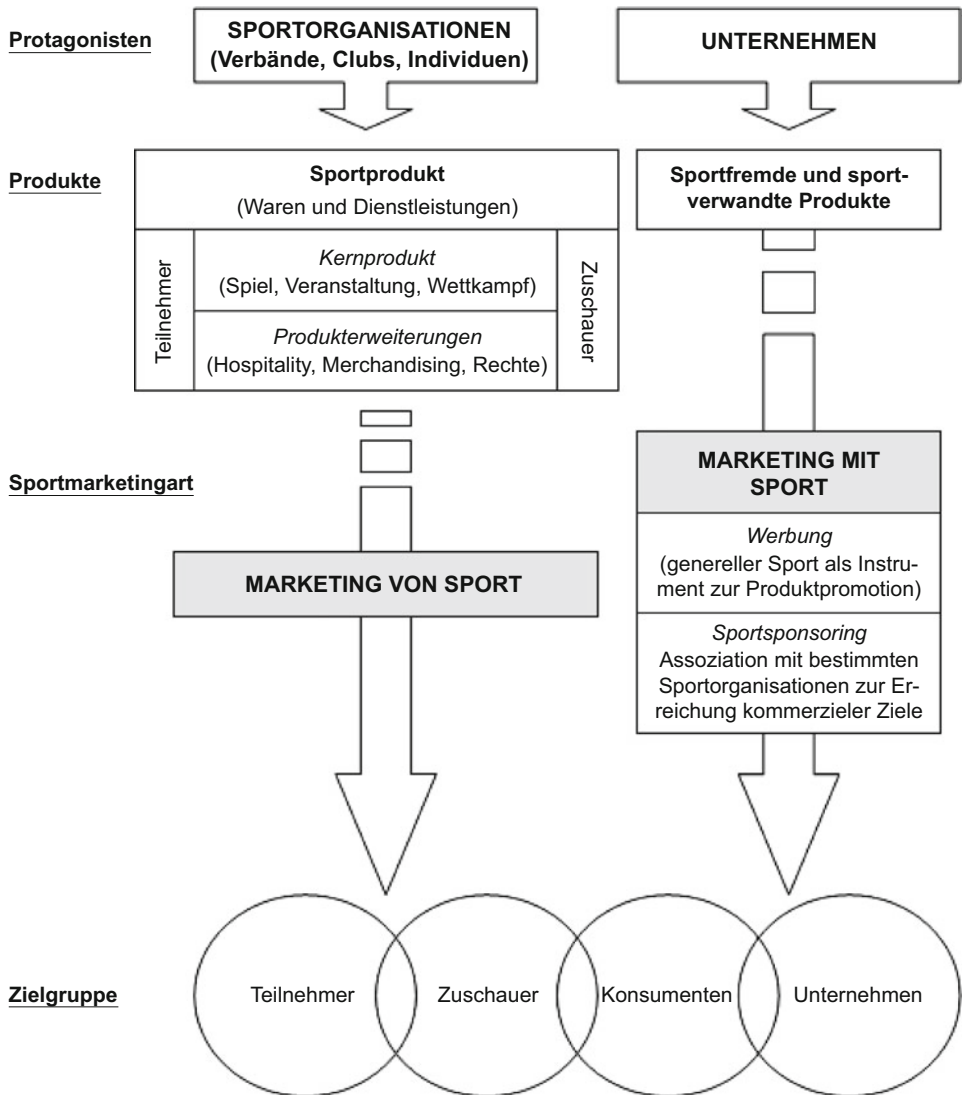 Protagonisten
SPORTORGANISATIONEN
(Verbände, Clubs, Individuen)
UNTERNEHMEN
Produkte
Sportprodukt
(Waren und Dienstleistungen)
Teilnehmer
Kernprodukt
(Spiel, Veranstaltung, Wettkampf)
Produkterweiterungen
(Hospitality, Merchandising, Rechte)
Zuschauer
Sportfremde und sport-
verwandte Produkte
Sportmarketingart
MARKETING VON SPORT
MARKETING MIT
SPORT
Werbung
(genereller Sport als Instru-
ment zur Produktpromotion)
Sportsponsoring
Assoziation mit bestimmten
Sportorganisationen zur Er-
reichung kommerzieler Ziele
Zielgruppe
Teilnehmer
Zuschauer
Konsumenten
Unternehmen